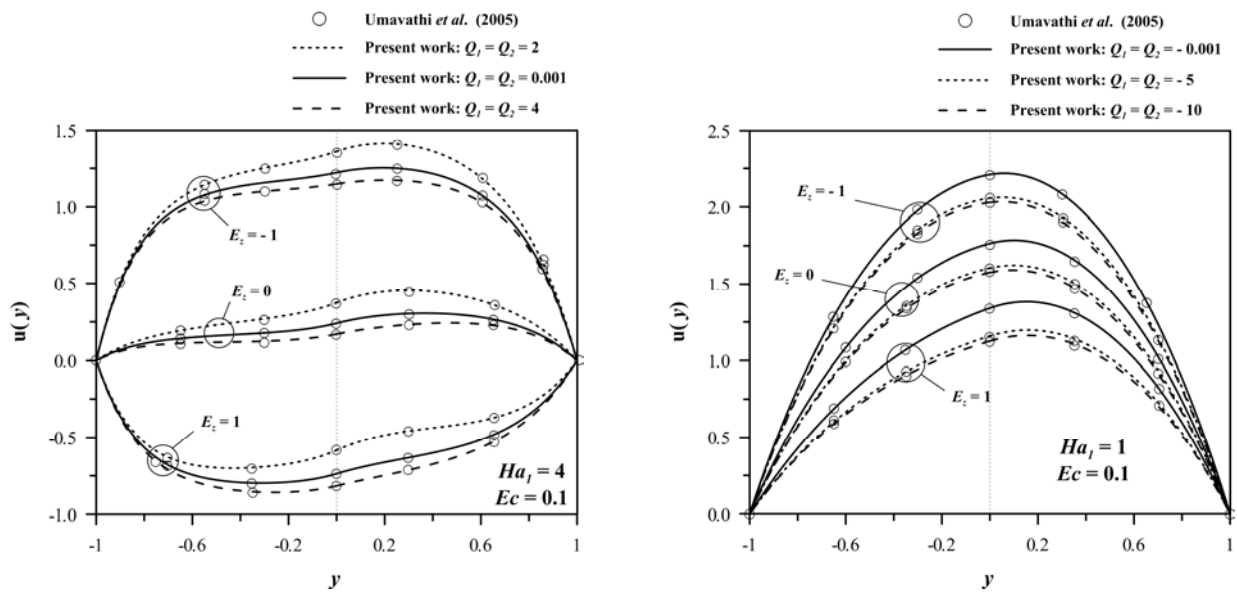 Umavathi et al. (2005)
Present work: Q1 = Q2 = 2
Present work: Q1 = Q2 = 0.001
Present work: Q1 = Q2 = 4
1.5
1.0
0.5
0.0
-0.5
-1.0
u( y)
Ez = - 1
Ez = 0
Ez = 1
Ha1 = 4
Ec = 0.1
-1 -0.6 -0.2 0.2 0.6 1
y
Umavathi et al. (2005)
Present work: Q1 = Q2 = - 0.001
Present work: Q1 = Q2 = - 5
Present work: Q1 = Q2 = - 10
2.5
2.0
1.5
1.0
0.5
0.0
u( y)
Ez = - 1
Ez = 0
Ez = 1
Ha1 = 1
Ec = 0.1
-1 -0.6 -0.2 0.2 0.6 1
y